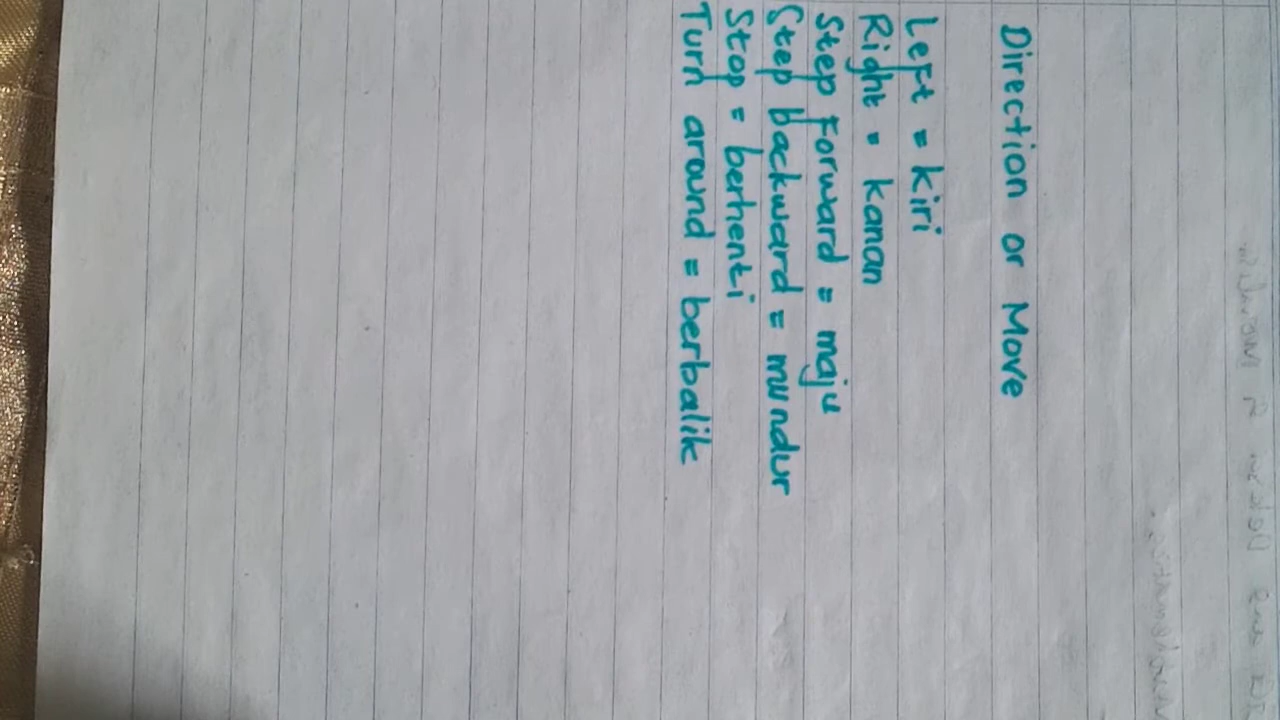 Direction or Move
Left = kiri
Right = kanan
Step Forward = maju
Step backward = mundur
Stop = berhenti
Turn around = berbalik